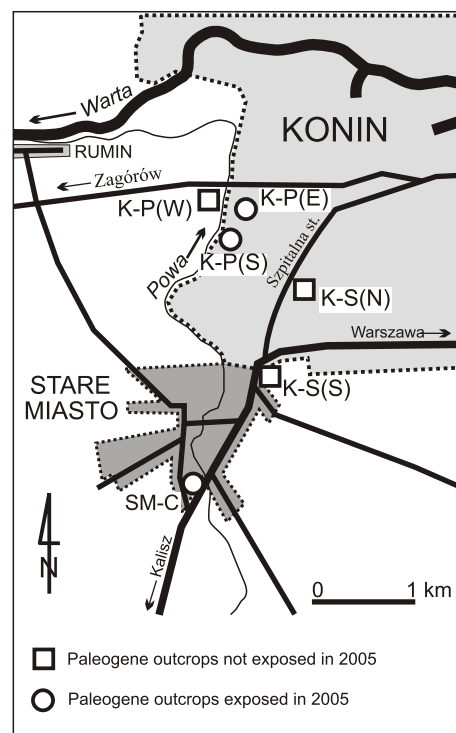 Warta
KONIN
RUMIN
Zagórów
K-P(W)
K-P(E)
K-P(S)
Powa
Szpitalna st.
K-S(N)
Warszawa
STARE
MIASTO
K-S(S)
SM-C
N
Kalisz
0 1 km
Paleogene outcrops not exposed in 2005
Paleogene outcrops exposed in 2005